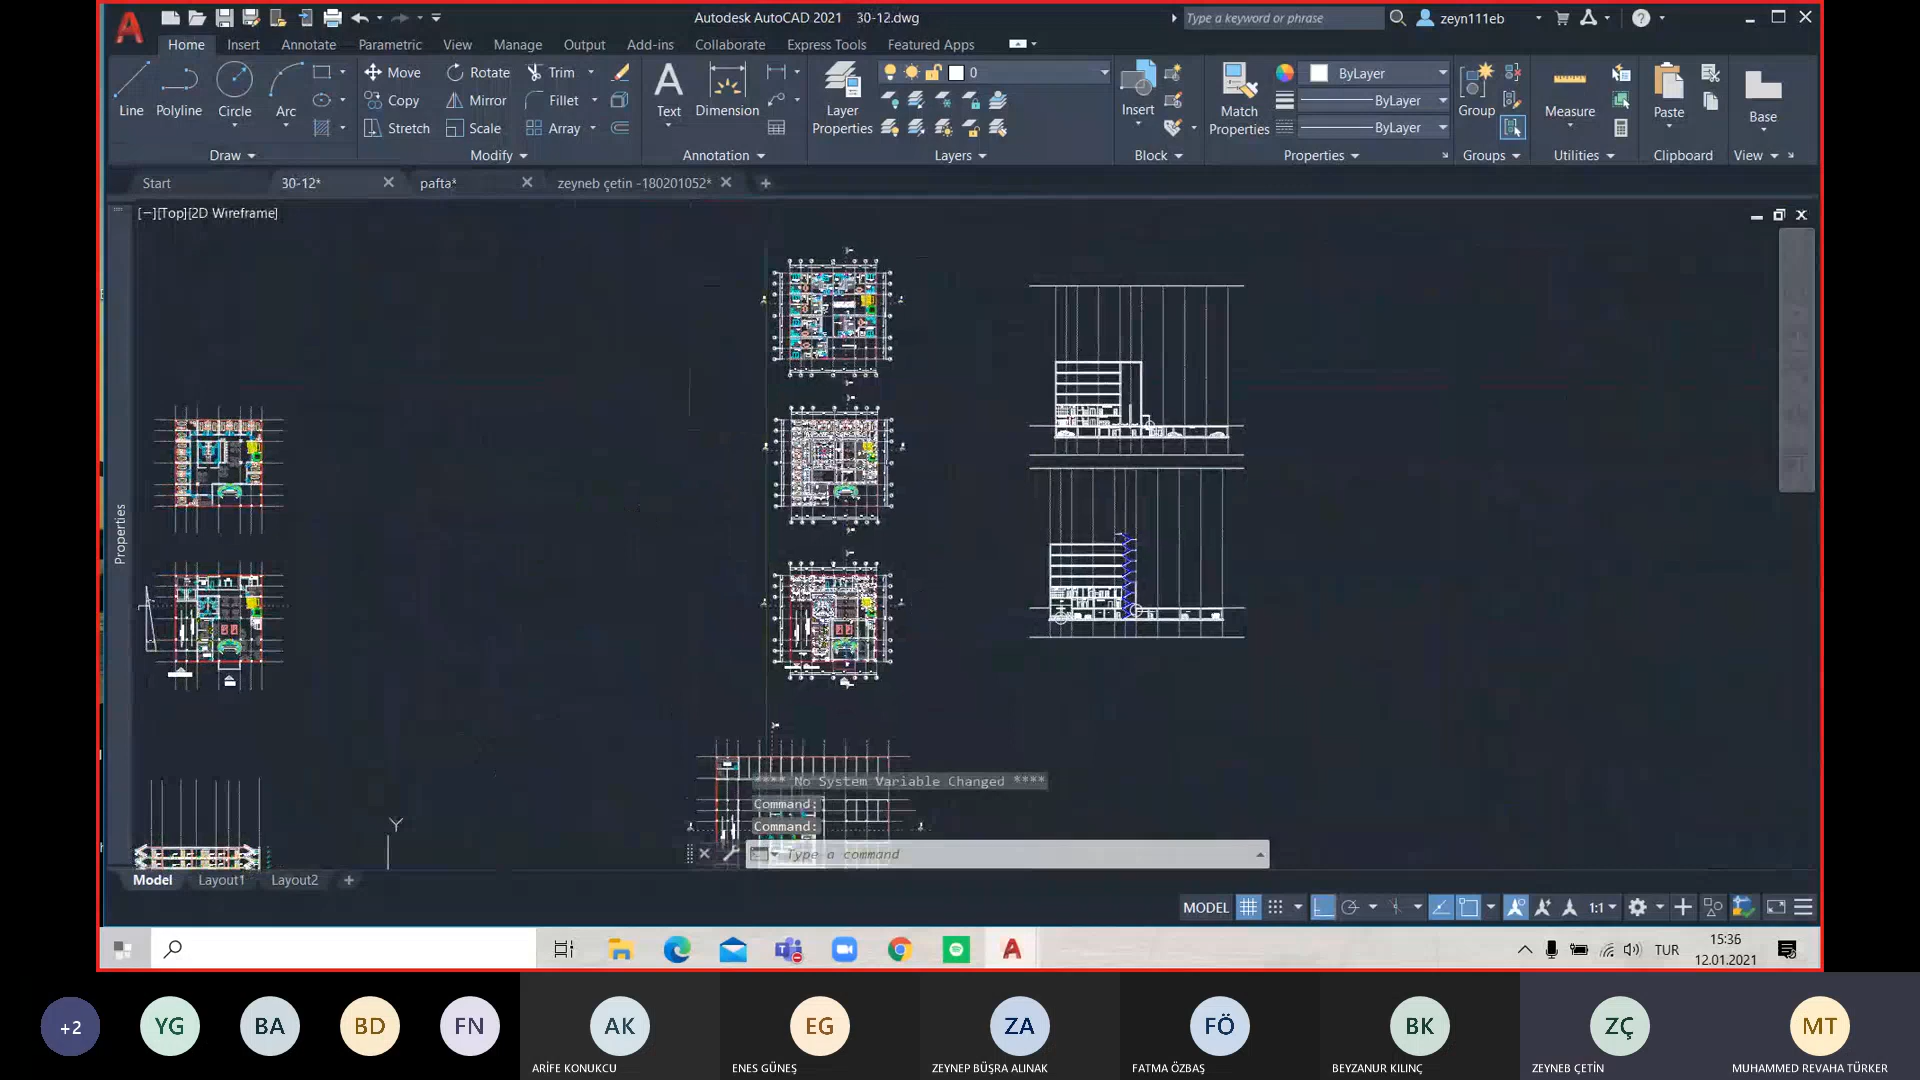 Autodesk AutoCAD 2021 30-12.dwg
Type a keyword or phrase
zeyn111eb
Home Insert Annotate Parametric View Manage Output Add-ins Collaborate Express Tools Featured Apps
Line Polyline Circle Arc
Move Rotate Trim
Copy Mirror Fillet
Stretch Scale Array
Text Dimension
Layer Properties
0
Insert
Match Properties
ByLayer
ByLayer
ByLayer
Group
Measure
Paste
Base
Draw Modify Annotation Layers Block Properties Groups Utilities Clipboard View
Start 30-12* pafta* zeyneb çetin -180201052*
[−][Top][2D Wireframe]
Properties
Y
**** No System Variable Changed ****
Command:
Command:
Type a command
Model Layout1 Layout2
MODEL 1:1
TUR
15:36
12.01.2021
+2 YG BA BD FN AK EG ZA FÖ BK ZÇ MT
ARİFE KONUKCU ENES GÜNEŞ ZEYNEP BÜŞRA ALINAK FATMA ÖZBAŞ BEYZANUR KILINÇ ZEYNEB ÇETİN MUHAMMED REVAHA TÜRKER